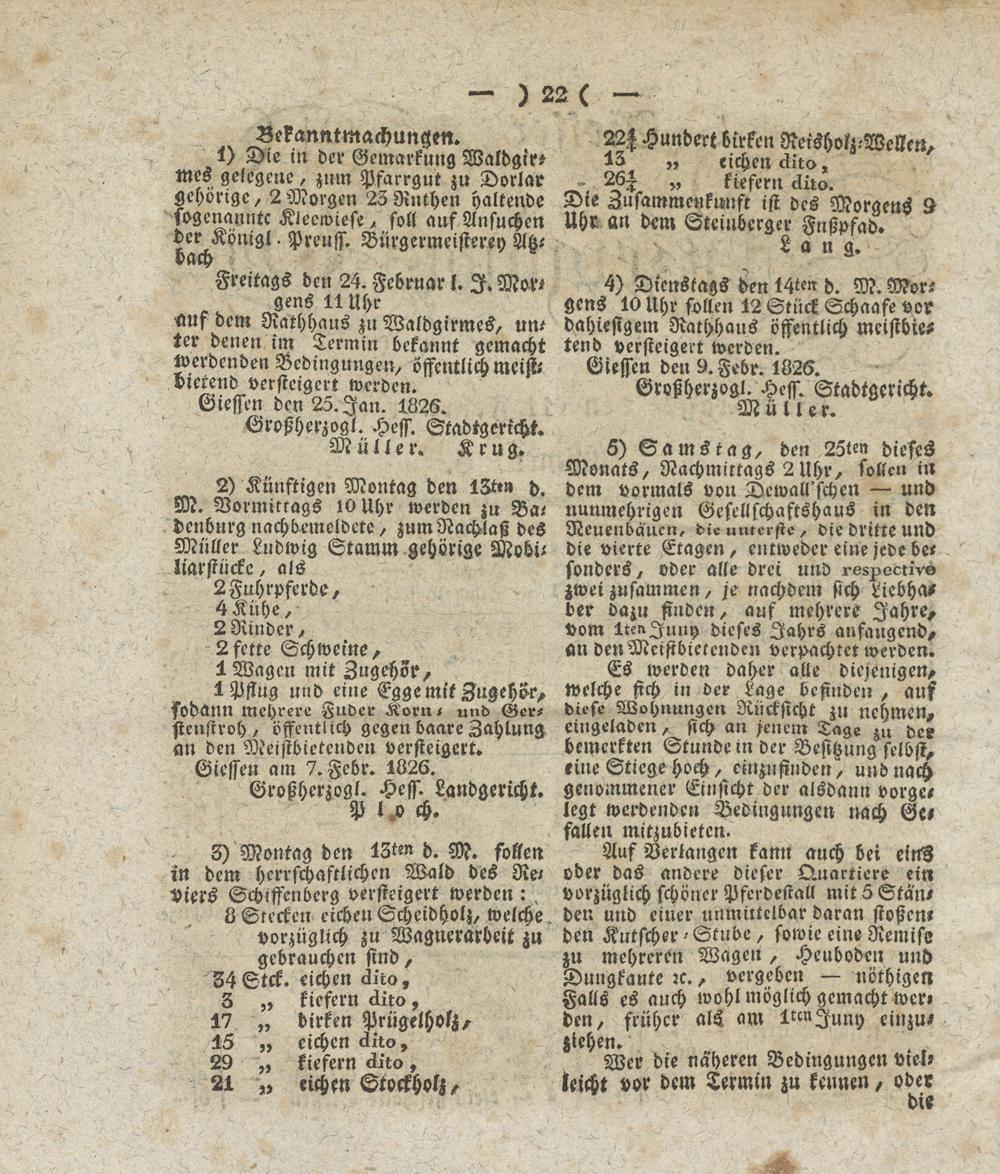 — ) 22 ( —
Bekanntmachungen.
1) Die in der Gemarkung Waldgir⸗
mes gelegene, zum Pfarrgut zu Dorlar
gehörige, 2 Morgen 23 Ruthen haltende
sogenannte Kleewiese, soll auf Ansuchen
der Königl. Preuss. Bürgermeisterey Atz⸗
bach
Freitags den 24. Februar l. J. Mor⸗
gens 11 Uhr
auf dem Rathhaus zu Waldgirmes, un⸗
ter denen im Termin bekannt gemacht
werdenden Bedingungen, öffentlich meist⸗
bietend versteigert werden.
Giessen den 25. Jan. 1826.
Großherzogl. Hess. Stadtgericht.
Müller. Krug.
2) Künftigen Montag den 13ten d.
M. Vormittags 10 Uhr werden zu Ba⸗
denburg nachbemeldete, zum Nachlaß des
Müller Ludwig Stamm gehörige Mobi⸗
liarstücke, als
2 Fuhrpferde,
4 Kühe,
2 Rinder,
2 fette Schweine,
1 Wagen mit Zugehör,
1 Pflug und eine Egge mit Zugehör,
sodann mehrere Fuder Korn⸗ und Ger⸗
stenstroh, öffentlich gegen baare Zahlung
an den Meistbietenden versteigert.
Giessen am 7. Febr. 1826.
Großherzogl. Hess. Landgericht.
Ploch.
3) Montag den 13ten d. M. sollen
in dem herrschaftlichen Wald des Re⸗
viers Schiffenberg versteigert werden:
8 Stecken eichen Scheidholz, welche
vorzüglich zu Wagnerarbeit zu
gebrauchen sind,
34 Stck. eichen dito,
3 „ kiefern dito,
17 „ birken Prügelholz,
15 „ eichen dito,
29 „ kiefern dito,
21 „ eichen Stockholz,
Hundert birken Reisholz⸗Wellen,
13 „ eichen dito,
„ kiefern dito.
Die Zusammenkunft ist des Morgens 9
Uhr an dem Steinberger Fußpfad.
Lang.
4) Dienstags den 14ten d. M. Mor⸗
gens 10 Uhr sollen 12 Stück Schaafe vor
dahiesigem Rathhaus öffentlich meistbie⸗
tend versteigert werden.
Giessen den 9. Febr. 1826.
Großherzogl. Hess. Stadtgericht.
Müller.
5) Samstag, den 25ten dieses
Monats, Nachmittags 2 Uhr, sollen in
dem vormals von Dewall'schen — und
nunmehrigen Gesellschaftshaus in den
Neuenbäuen, die unterste, die dritte und
die vierte Etagen, entweder eine jede be⸗
sonders, oder alle drei und respective
zwei zusammen, je nachdem sich Liebha⸗
ber dazu finden, auf mehrere Jahre,
vom 1ten Juny dieses Jahrs anfangend,
an den Meistbietenden verpachtet werden.
Es werden daher alle diejenigen,
welche sich in der Lage befinden, auf
diese Wohnungen Rücksicht zu nehmen,
eingeladen, sich an jenem Tage zu der
bemerkten Stunde in der Besitzung selbst,
eine Stiege hoch, einzufinden, und nach
genommener Einsicht der alsdann vorge⸗
legt werdenden Bedingungen nach Ge⸗
fallen mitzubieten.
Auf Verlangen kann auch bei eins
oder das andere dieser Quartiere ein
vorzüglich schöner Pferdestall mit 5 Stän⸗
den und einer unmittelbar daran stoßen⸗
den Kutscher⸗Stube, sowie eine Remise
zu mehreren Wagen, Heuboden und
Dungkaute ꝛc., vergeben — nöthigen
Falls es auch wohl möglich gemacht wer⸗
den, früher als am 1ten Juny einzu⸗
ziehen.
Wer die näheren Bedingungen viel⸗
leicht vor dem Termin zu kennen, oder
die